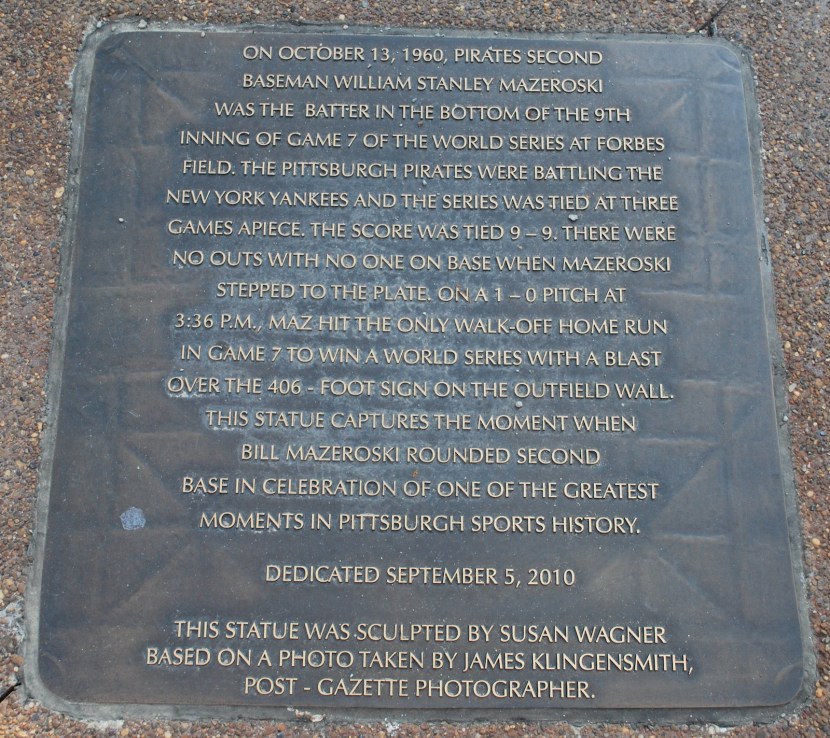 ON OCTOBER 13, 1960, PIRATES SECOND
BASEMAN WILLIAM STANLEY MAZEROSKI
WAS THE BATTER IN THE BOTTOM OF THE 9TH
INNING OF GAME 7 OF THE WORLD SERIES AT FORBES
FIELD. THE PITTSBURGH PIRATES WERE BATTLING THE
NEW YORK YANKEES AND THE SERIES WAS TIED AT THREE
GAMES APIECE. THE SCORE WAS TIED 9 – 9. THERE WERE
NO OUTS WITH NO ONE ON BASE WHEN MAZEROSKI
STEPPED TO THE PLATE. ON A 1 – 0 PITCH AT
3:36 P.M., MAZ HIT THE ONLY WALK-OFF HOME RUN
IN GAME 7 TO WIN A WORLD SERIES WITH A BLAST
OVER THE 406 - FOOT SIGN ON THE OUTFIELD WALL.
THIS STATUE CAPTURES THE MOMENT WHEN
BILL MAZEROSKI ROUNDED SECOND
BASE IN CELEBRATION OF ONE OF THE GREATEST
MOMENTS IN PITTSBURGH SPORTS HISTORY.
DEDICATED SEPTEMBER 5, 2010
THIS STATUE WAS SCULPTED BY SUSAN WAGNER
BASED ON A PHOTO TAKEN BY JAMES KLINGENSMITH,
POST - GAZETTE PHOTOGRAPHER.